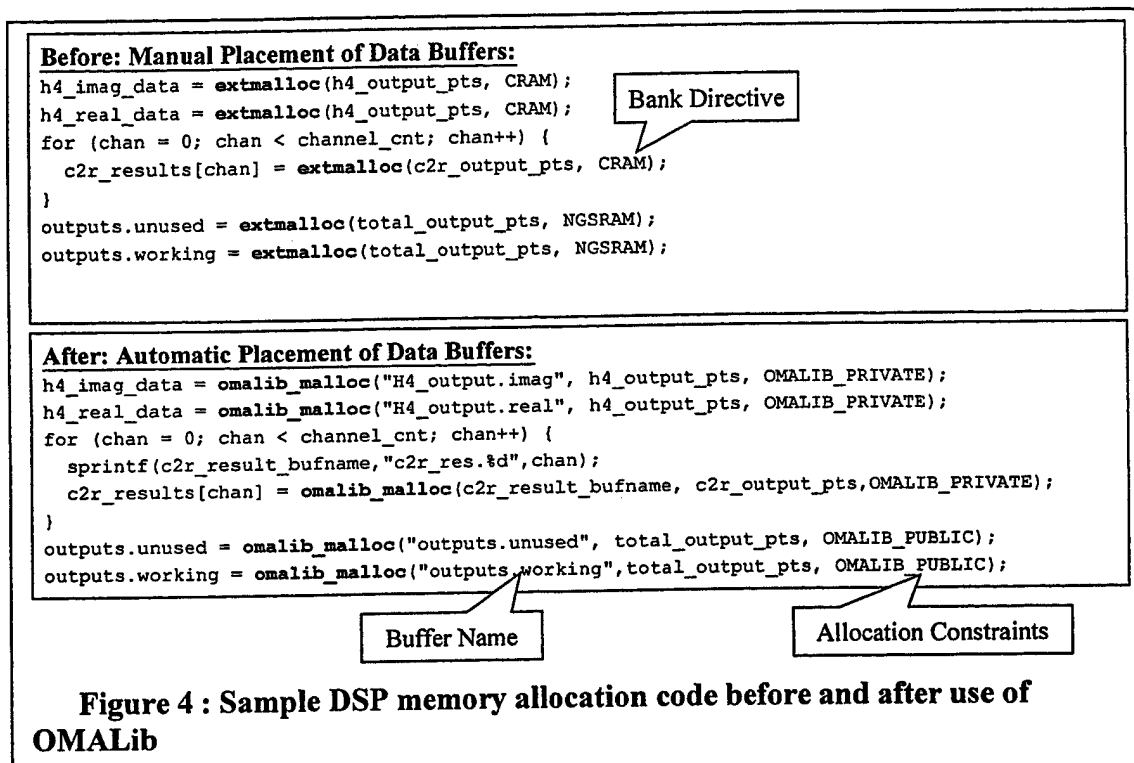 Before: Manual Placement of Data Buffers:
h4_imag_data = extmalloc(h4_output_pts, CRAM);
h4_real_data = extmalloc(h4_output_pts, CRAM);
Bank Directive
for (chan = 0; chan < channel_cnt; chan++) {
c2r_results[chan] = extmalloc(c2r_output_pts, CRAM);
}
outputs.unused = extmalloc(total_output_pts, NGSRAM);
outputs.working = extmalloc(total_output_pts, NGSRAM);
After: Automatic Placement of Data Buffers:
h4_imag_data = omalib_malloc("H4_output.imag", h4_output_pts, OMALIB_PRIVATE);
h4_real_data = omalib_malloc("H4_output.real", h4_output_pts, OMALIB_PRIVATE);
for (chan = 0; chan < channel_cnt; chan++) {
sprintf(c2r_result_bufname,"c2r_res.%d",chan);
c2r_results[chan] = omalib_malloc(c2r_result_bufname, c2r_output_pts,OMALIB_PRIVATE);
}
outputs.unused = omalib_malloc("outputs.unused", total_output_pts, OMALIB_PUBLIC);
outputs.working = omalib_malloc("outputs.working",total_output_pts, OMALIB_PUBLIC);
Buffer Name
Allocation Constraints
Figure 4 : Sample DSP memory allocation code before and after use of
OMALib